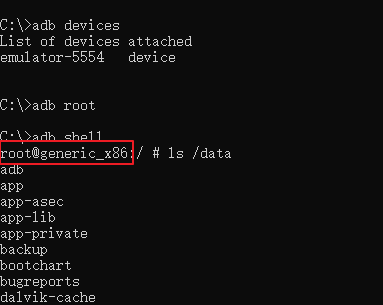 C:\>adb devices
List of devices attached
emulator-5554   device
C:\>adb root
C:\>adb shell
root@generic_x86:/ # ls /data
adb
app
app-asec
app-lib
app-private
backup
bootchart
bugreports
dalvik-cache